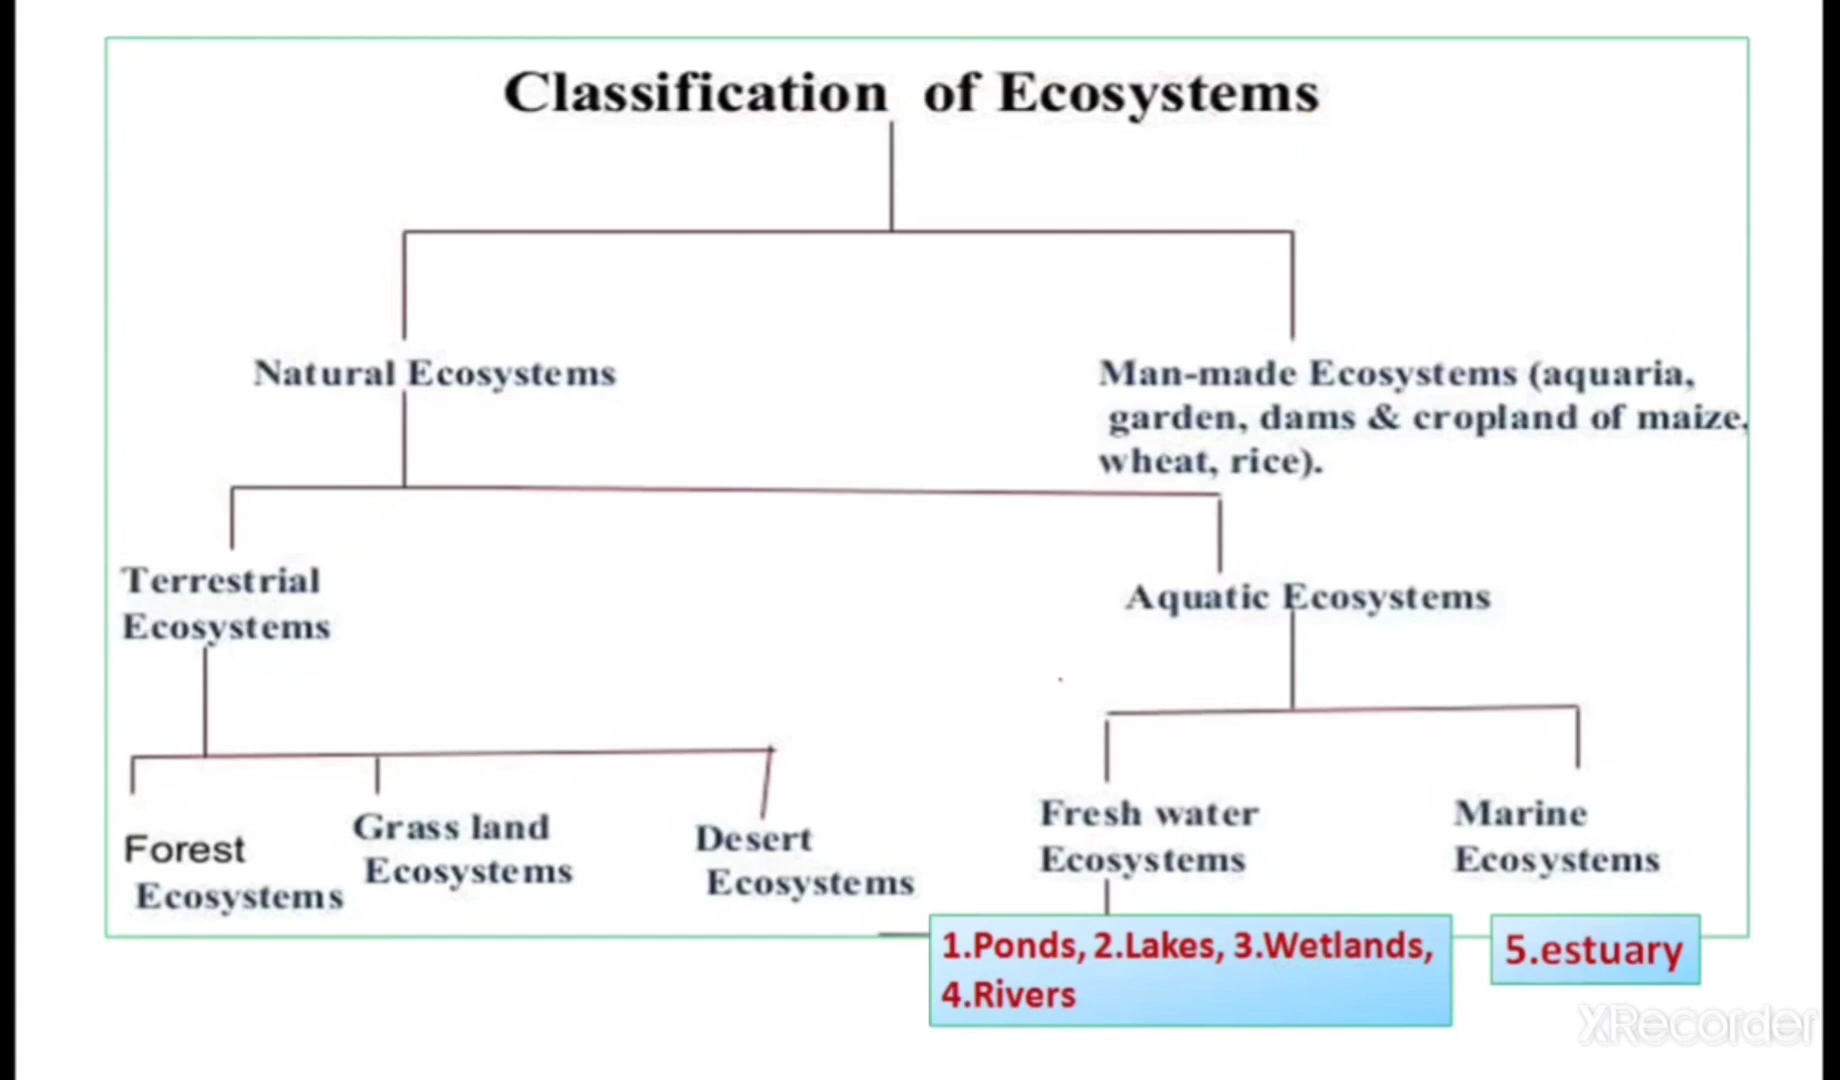 Classification of Ecosystems
Natural Ecosystems
Man-made Ecosystems (aquaria,
garden, dams & cropland of maize,
wheat, rice).
Terrestrial
Ecosystems
Aquatic Ecosystems
Forest
Ecosystems
Grass land
Ecosystems
Desert
Ecosystems
Fresh water
Ecosystems
Marine
Ecosystems
1.Ponds, 2.Lakes, 3.Wetlands,
4.Rivers
5.estuary
XRecorder